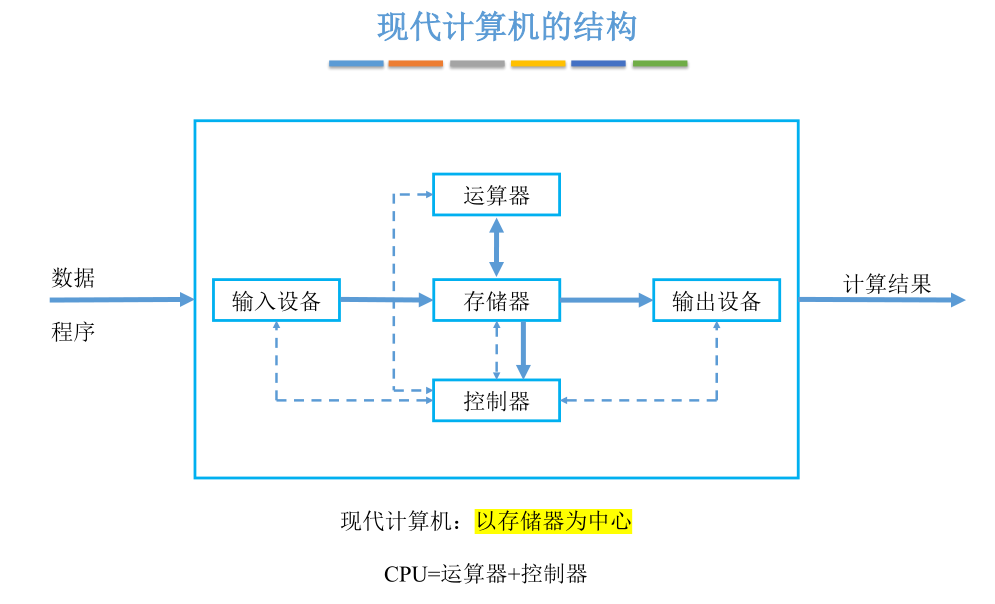 现代计算机的结构
运算器
数据
程序
输入设备
存储器
输出设备
计算结果
控制器
现代计算机：以存储器为中心
CPU=运算器+控制器